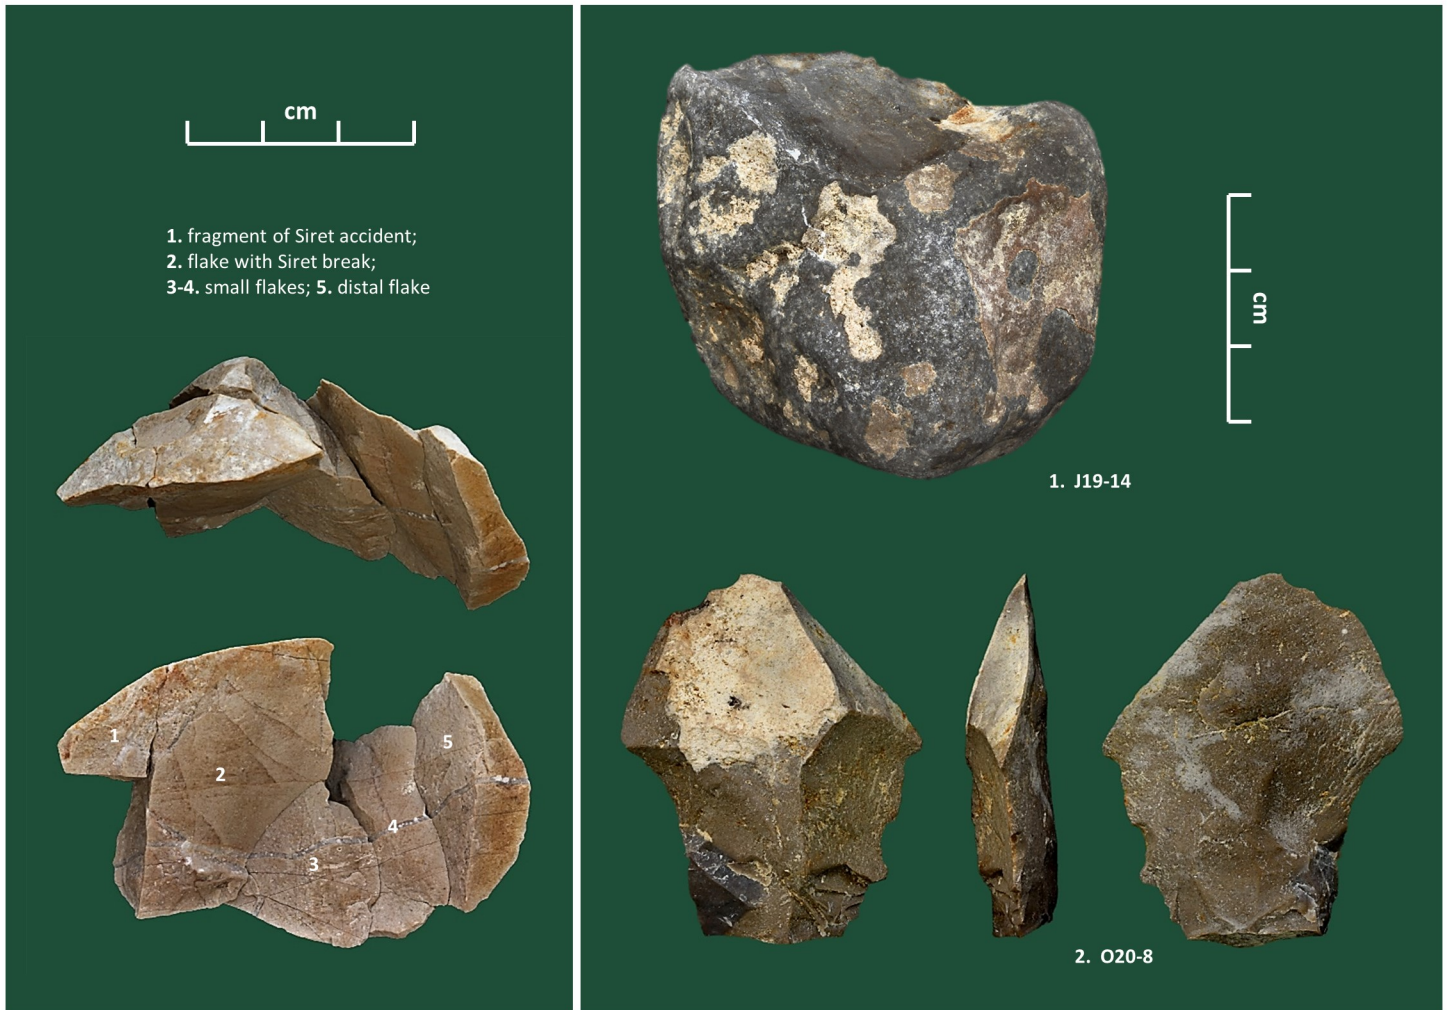 cm
1. fragment of Siret accident;
2. flake with Siret break;
3-4. small flakes; 5. distal flake
1
2
5
4
3
cm
1. J19-14
2. O20-8